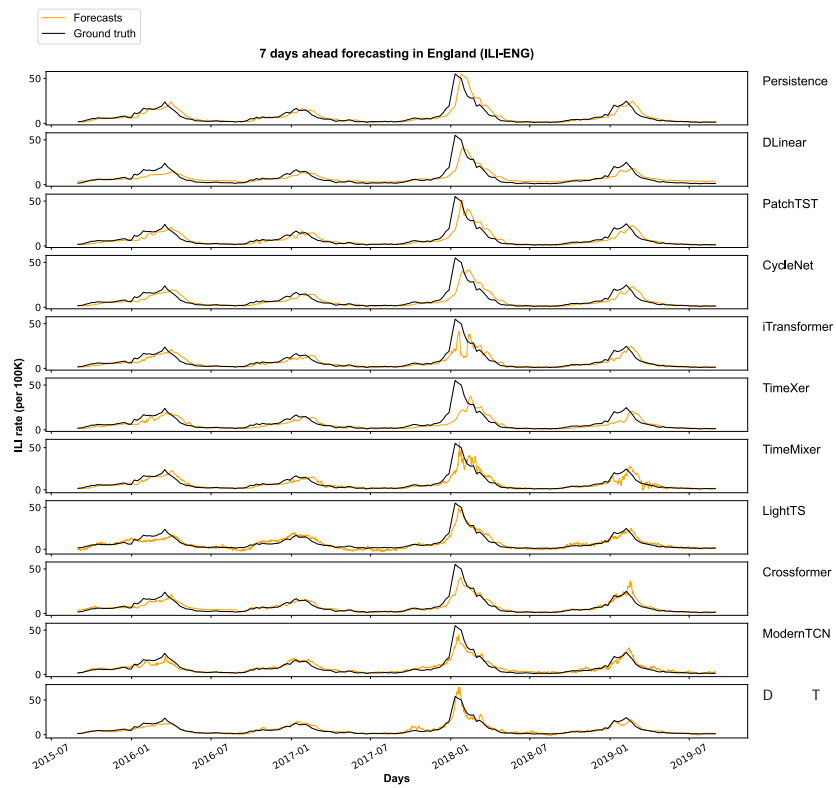 Forecasts
Ground truth
7 days ahead forecasting in England (ILI-ENG)
ILI rate (per 100K)
50
0
Persistence
50
0
DLinear
50
0
PatchTST
50
0
CycleNet
50
0
iTransformer
50
0
TimeXer
50
0
TimeMixer
50
0
LightTS
50
0
Crossformer
50
0
ModernTCN
50
0
D T
2015-07
2016-01
2016-07
2017-01
2017-07
2018-01
2018-07
2019-01
2019-07
Days